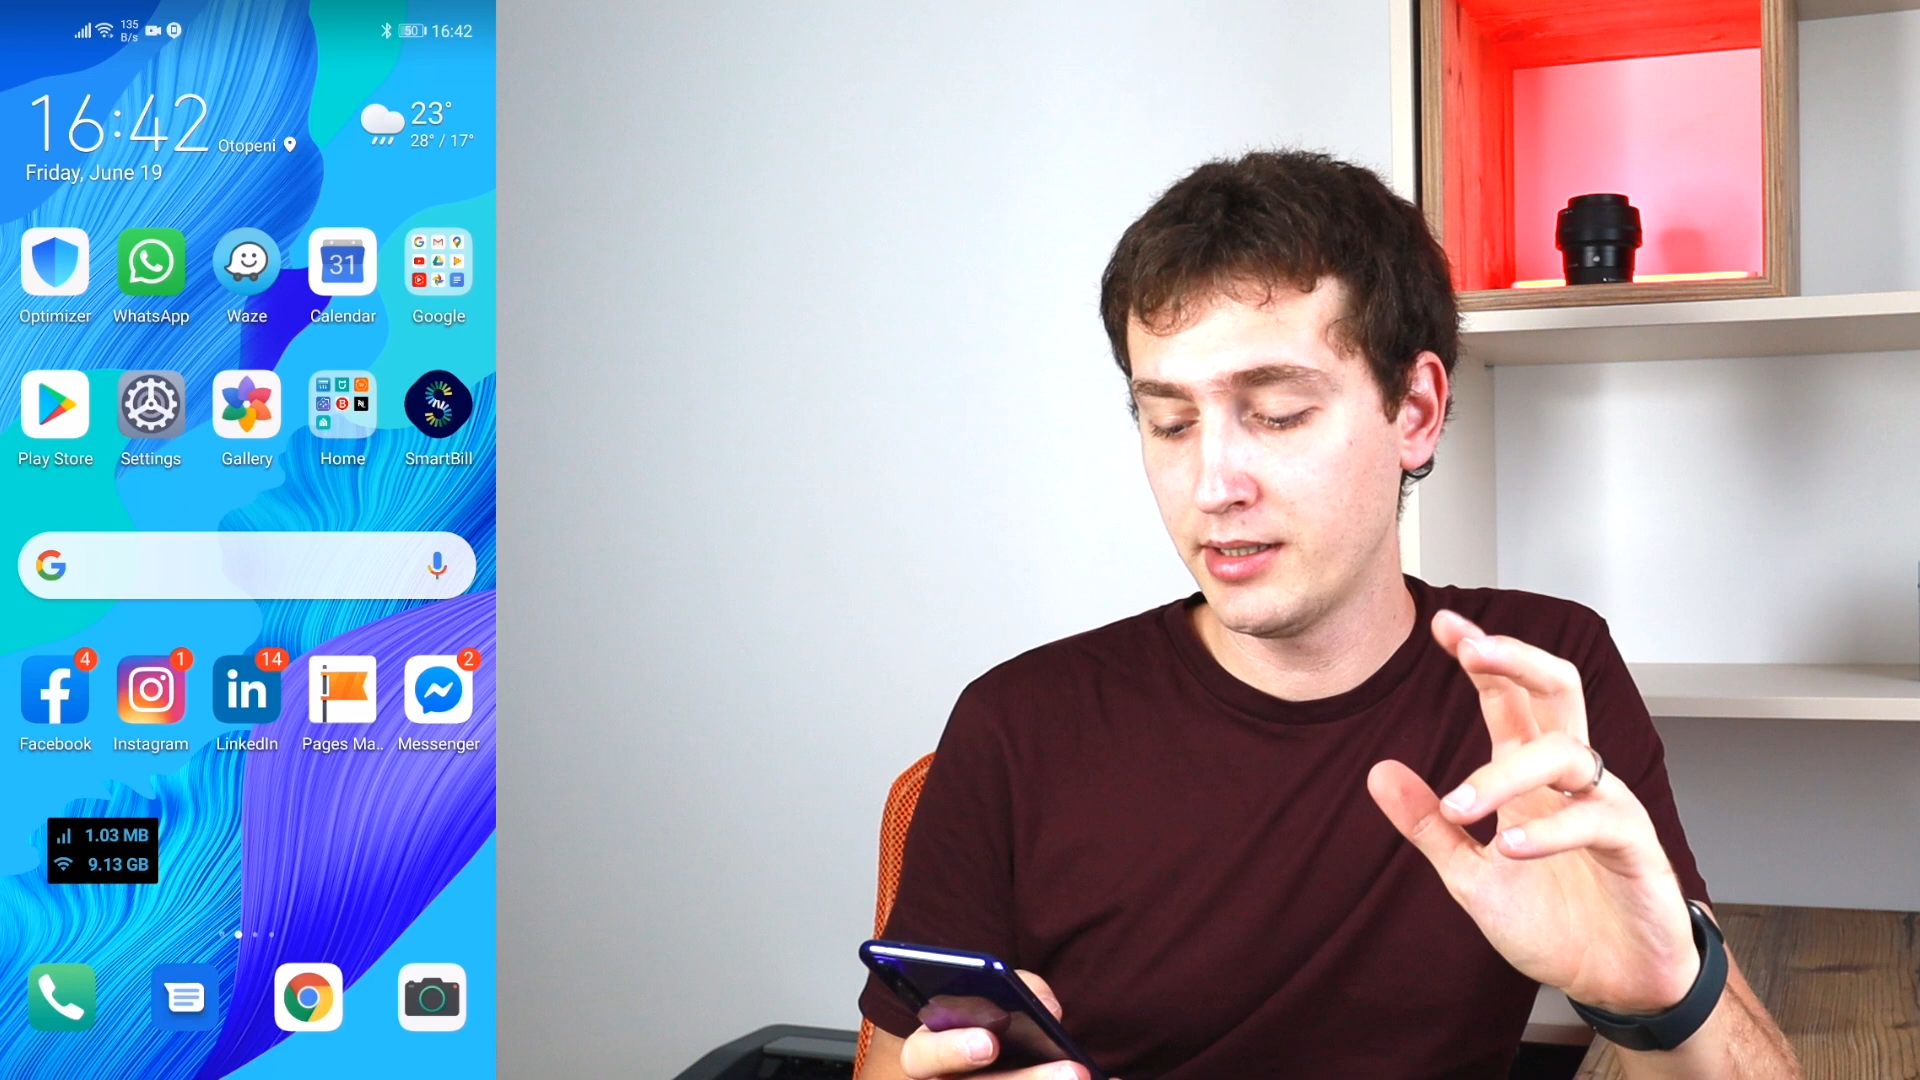 135
B/s
50
16:42
16:42
Otopeni
23°
28° / 17°
Friday, June 19
31
Optimizer
WhatsApp
Waze
Calendar
Google
Play Store
Settings
Gallery
Home
SmartBill
4
1
14
2
in
Facebook
Instagram
LinkedIn
Pages Ma..
Messenger
1.03 MB
9.13 GB